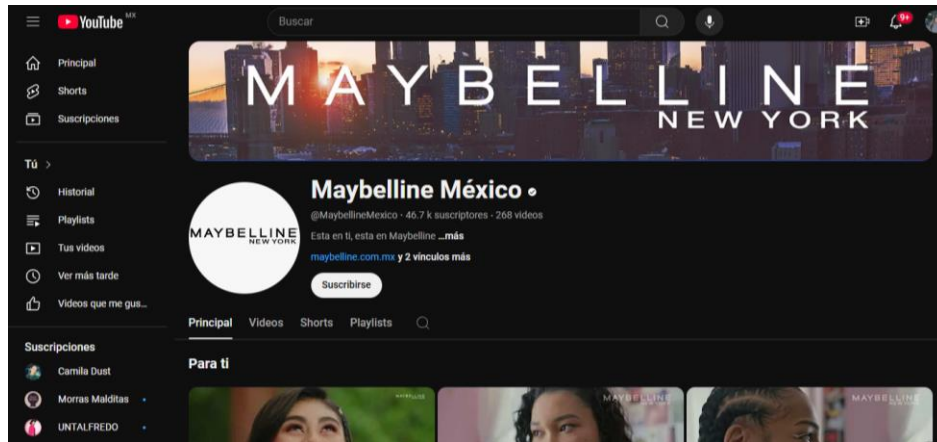 YouTube MX
Buscar
9+
Principal
Shorts
Suscripciones
Tú >
Historial
Playlists
Tus videos
Ver más tarde
Videos que me gus...
Suscripciones
Camila Dust
Morras Malditas
UNTALFREDO
MAYBELLINE
NEW YORK
MAYBELLINE
NEW YORK
Maybelline México
@MaybellineMexico · 46.7 k suscriptores · 268 videos
Esta en ti, esta en Maybelline ...más
maybelline.com.mx y 2 vínculos más
Suscribirse
Principal Videos Shorts Playlists
Para ti
MAYBELLINE
MAYBELLINE
MAYBELLINE